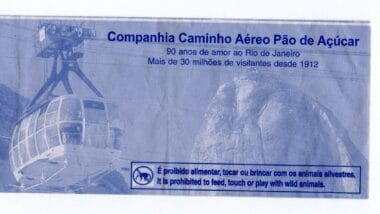 Companhia Caminho Aéreo Pão de Açúcar
90 anos de amor ao Rio de Janeiro
Mais de 30 milhões de visitantes desde 1912
É proibido alimentar, tocar ou brincar com os animais silvestres.
It is prohibited to feed, touch or play with wild animals.